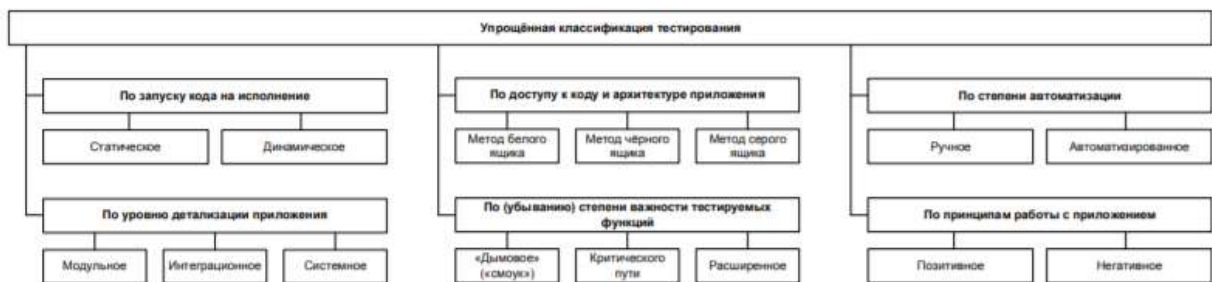 Упрощённая классификация тестирования
По запуску кода на исполнение
Статическое
Динамическое
По доступу к коду и архитектуре приложения
Метод белого
ящика
Метод чёрного
ящика
Метод серого
ящика
По степени автоматизации
Ручное
Автоматизированное
По уровню детализации приложения
Модульное
Интеграционное
Системное
По (убыванию) степени важности тестируемых
функций
«Дымовое»
(«смоук»)
Критического
пути
Расширенное
По принципам работы с приложением
Позитивное
Негативное